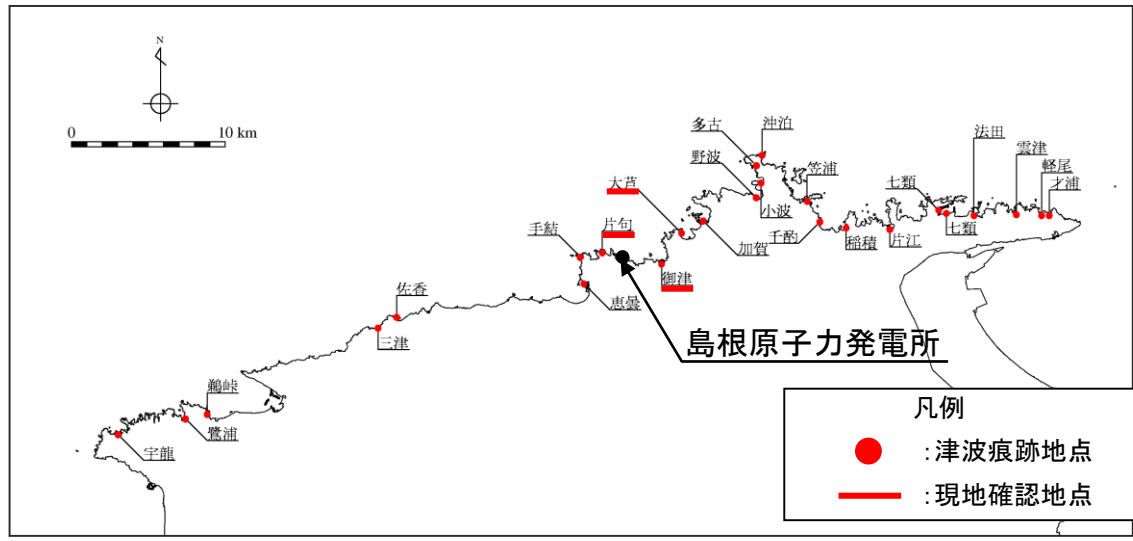 N
0 10 km
沖泊
多古
法田
野波
雲津
笠浦
軽尾
大芦
七類
才浦
小波
七類
片句
手結
加賀
千酌
稲積
片江
御津
恵曇
佐香
島根原子力発電所
三津
鵜峠
鷺浦
宇龍
凡例
:津波痕跡地点
:現地確認地点